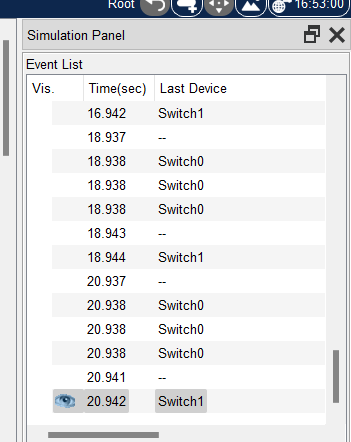 Root 16:53:00
Simulation Panel
Event List
Vis. Time(sec) Last Device
16.942 Switch1
18.937 --
18.938 Switch0
18.938 Switch0
18.938 Switch0
18.943 --
18.944 Switch1
20.937 --
20.938 Switch0
20.938 Switch0
20.938 Switch0
20.941 --
20.942 Switch1